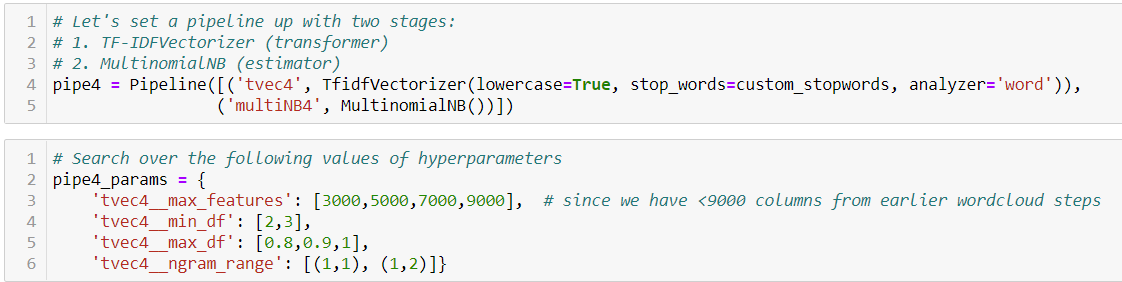 1 # Let's set a pipeline up with two stages:
2 # 1. TF-IDFVectorizer (transformer)
3 # 2. MultinomialNB (estimator)
4 pipe4 = Pipeline([('tvec4', TfidfVectorizer(lowercase=True, stop_words=custom_stopwords, analyzer='word')),
5                 ('multiNB4', MultinomialNB())])
1 # Search over the following values of hyperparameters
2 pipe4_params = {
3     'tvec4__max_features': [3000,5000,7000,9000],  # since we have <9000 columns from earlier wordcloud steps
4     'tvec4__min_df': [2,3],
5     'tvec4__max_df': [0.8,0.9,1],
6     'tvec4__ngram_range': [(1,1), (1,2)]}